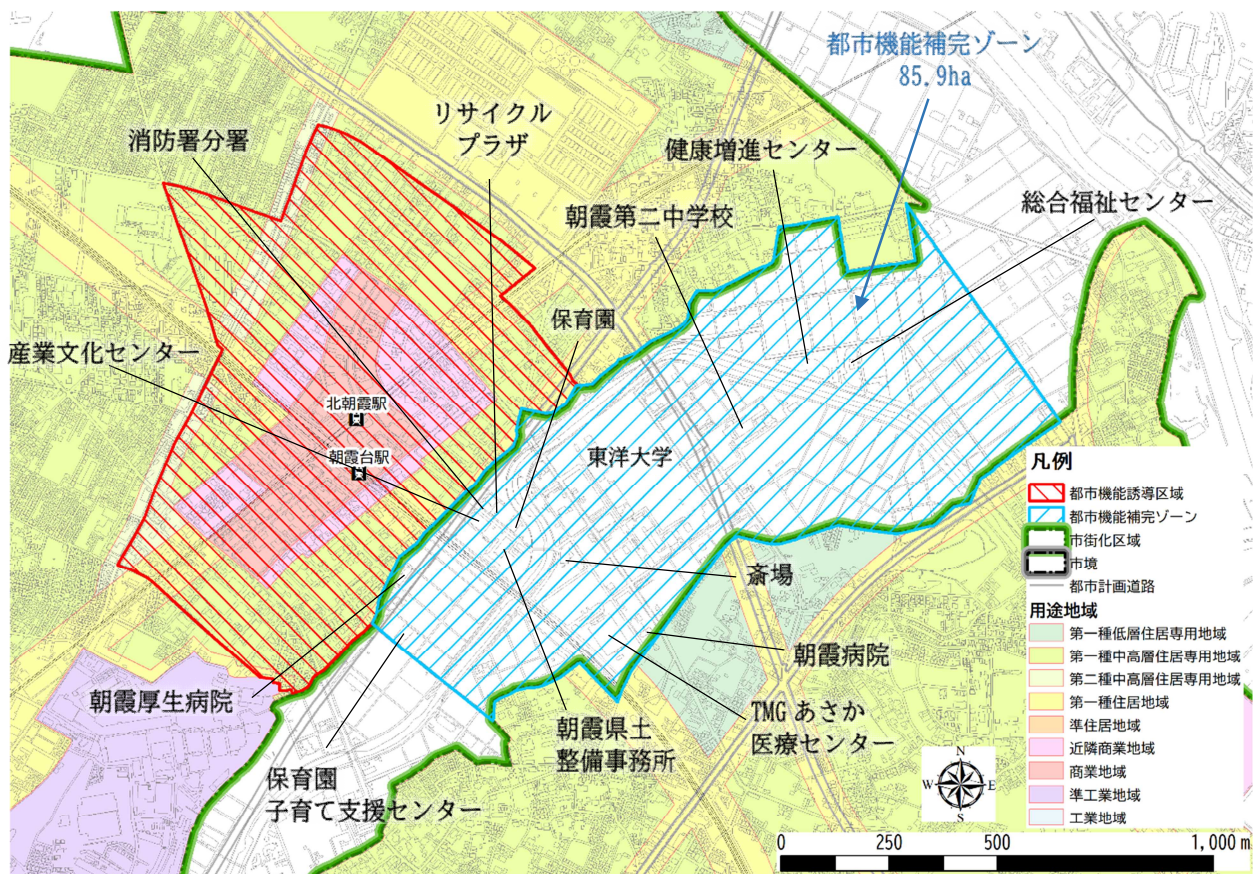 都市機能補完ゾーン
85.9ha
リサイクル
プラザ
消防署分署
健康増進センター
朝霞第二中学校
総合福祉センター
保育園
産業文化センター
北朝霞駅
朝霞台駅
東洋大学
斎場
朝霞病院
朝霞厚生病院
TMGあさか
医療センター
朝霞県土
整備事務所
保育園
子育て支援センター
凡例
都市機能誘導区域
都市機能補完ゾーン
市街化区域
市境
都市計画道路
用途地域
第一種低層住居専用地域
第一種中高層住居専用地域
第二種中高層住居専用地域
第一種住居地域
準住居地域
近隣商業地域
商業地域
準工業地域
工業地域
N
W
E
S
0 250 500 1,000 m